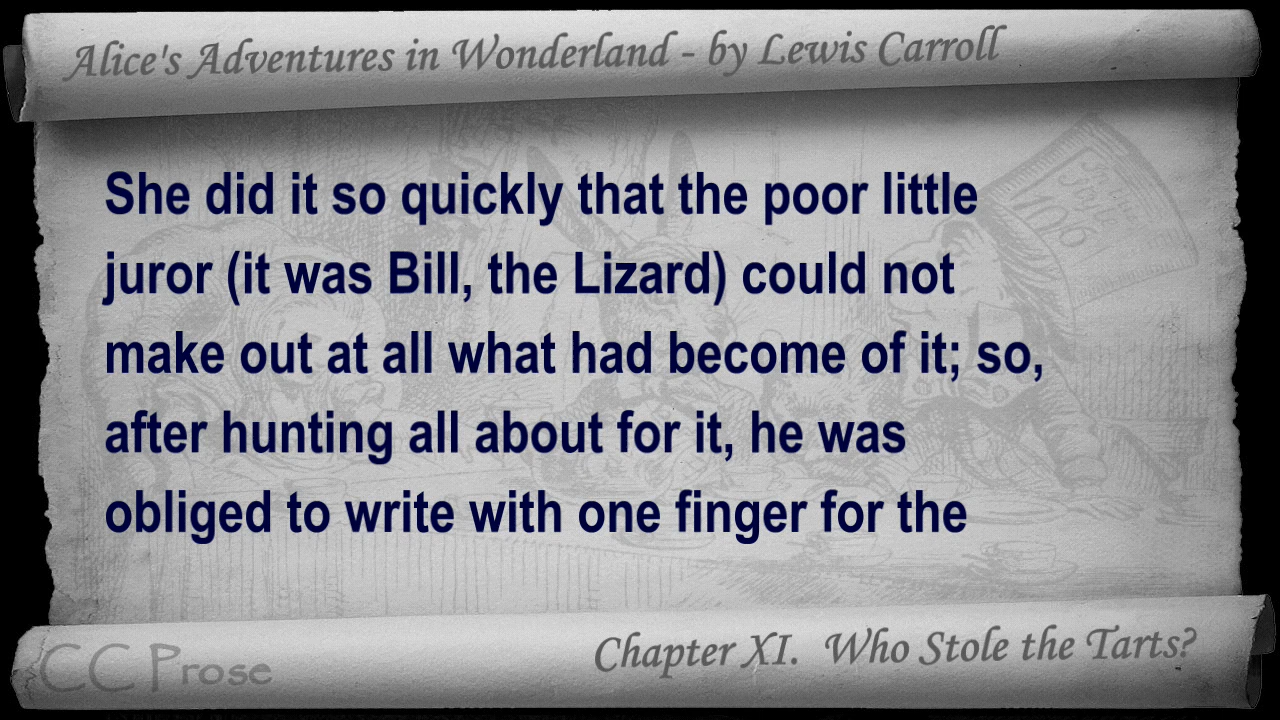 Alice's Adventures in Wonderland - by Lewis Carroll
She did it so quickly that the poor little
juror (it was Bill, the Lizard) could not
make out at all what had become of it; so,
after hunting all about for it, he was
obliged to write with one finger for the
CC Prose
Chapter XI. Who Stole the Tarts?